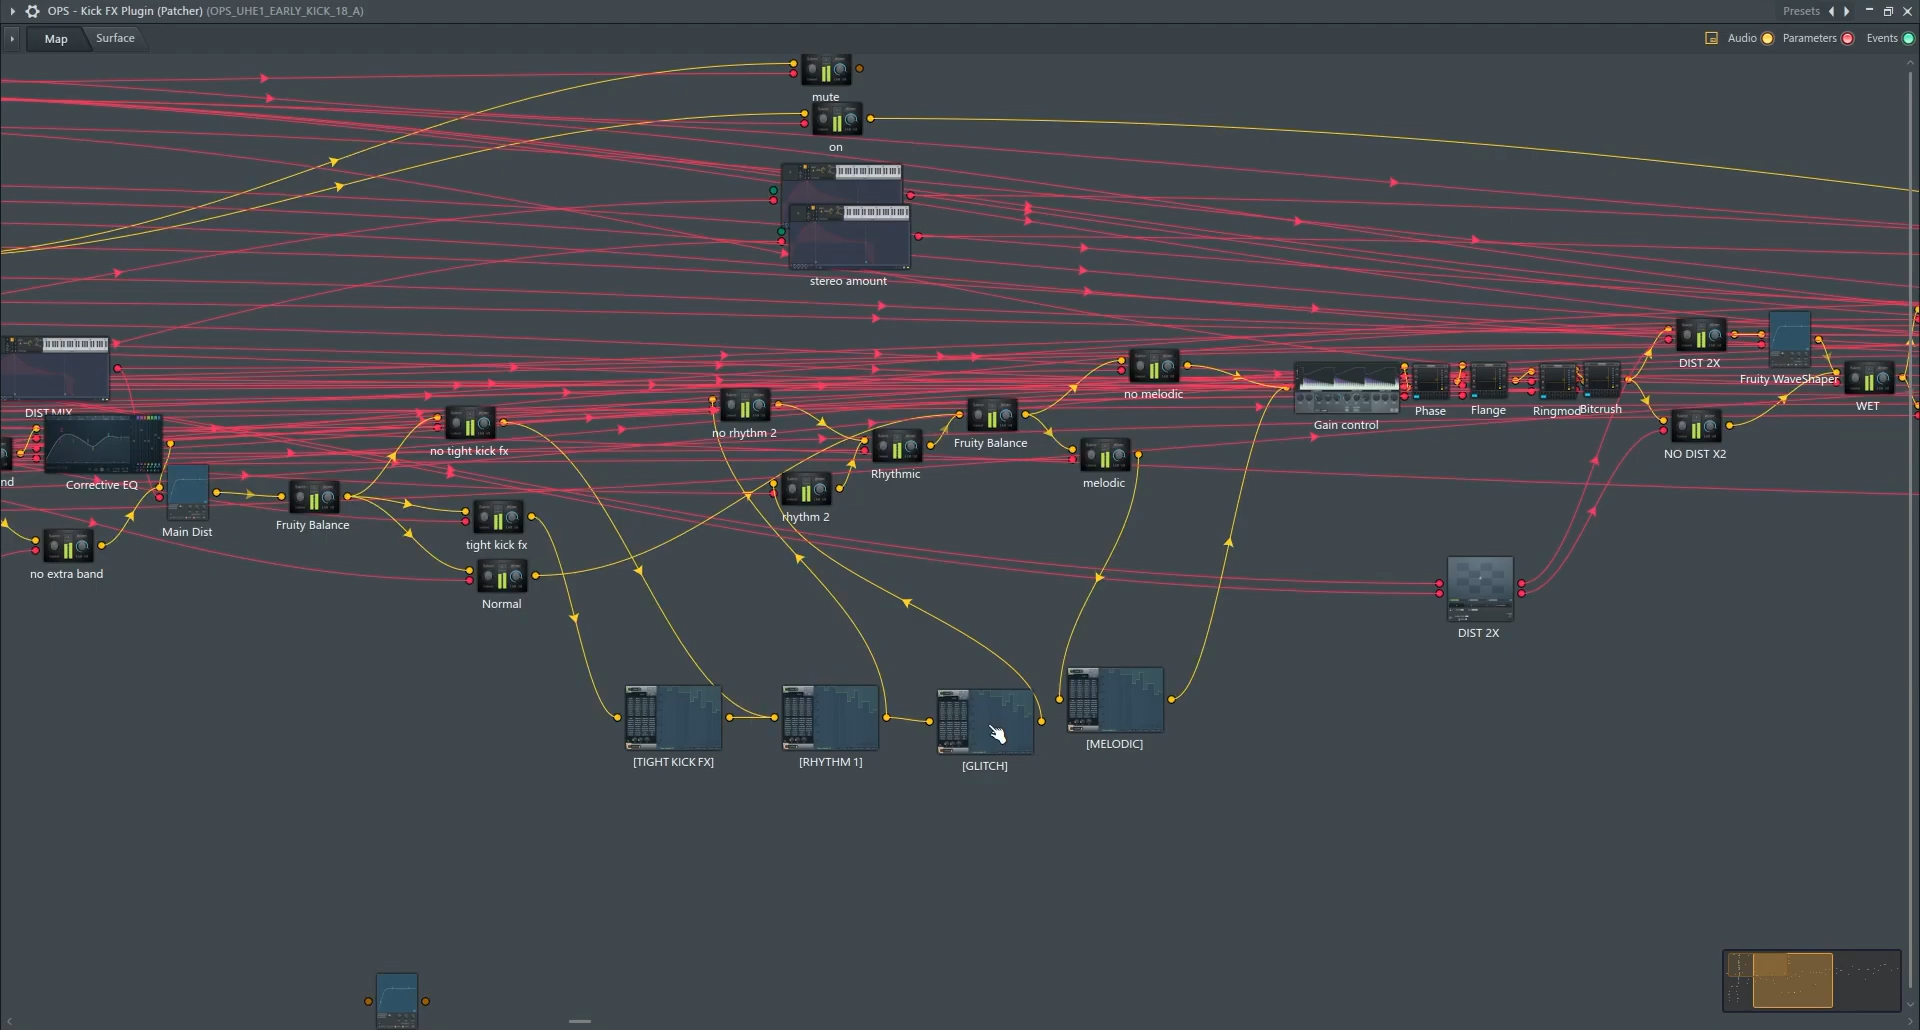 OPS - Kick FX Plugin (Patcher) (OPS_UHE1_EARLY_KICK_18_A)
Presets
Map
Surface
Audio
Parameters
Events
mute
on
stereo amount
DIST MIX
Corrective EQ
nd
no extra band
Main Dist
Fruity Balance
no tight kick fx
tight kick fx
Normal
no rhythm 2
rhythm 2
Rhythmic
Fruity Balance
no melodic
melodic
Gain control
Phase
Flange
Ringmod
Bitcrush
DIST 2X
Fruity WaveShaper
WET
NO DIST X2
DIST 2X
[TIGHT KICK FX]
[RHYTHM 1]
[GLITCH]
[MELODIC]